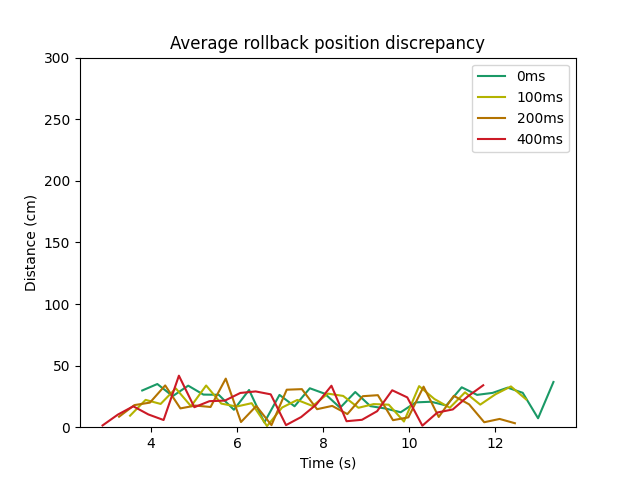 Average rollback position discrepancy
300
250
200
150
100
50
0
Distance (cm)
0ms
100ms
200ms
400ms
4
6
8
10
12
Time (s)